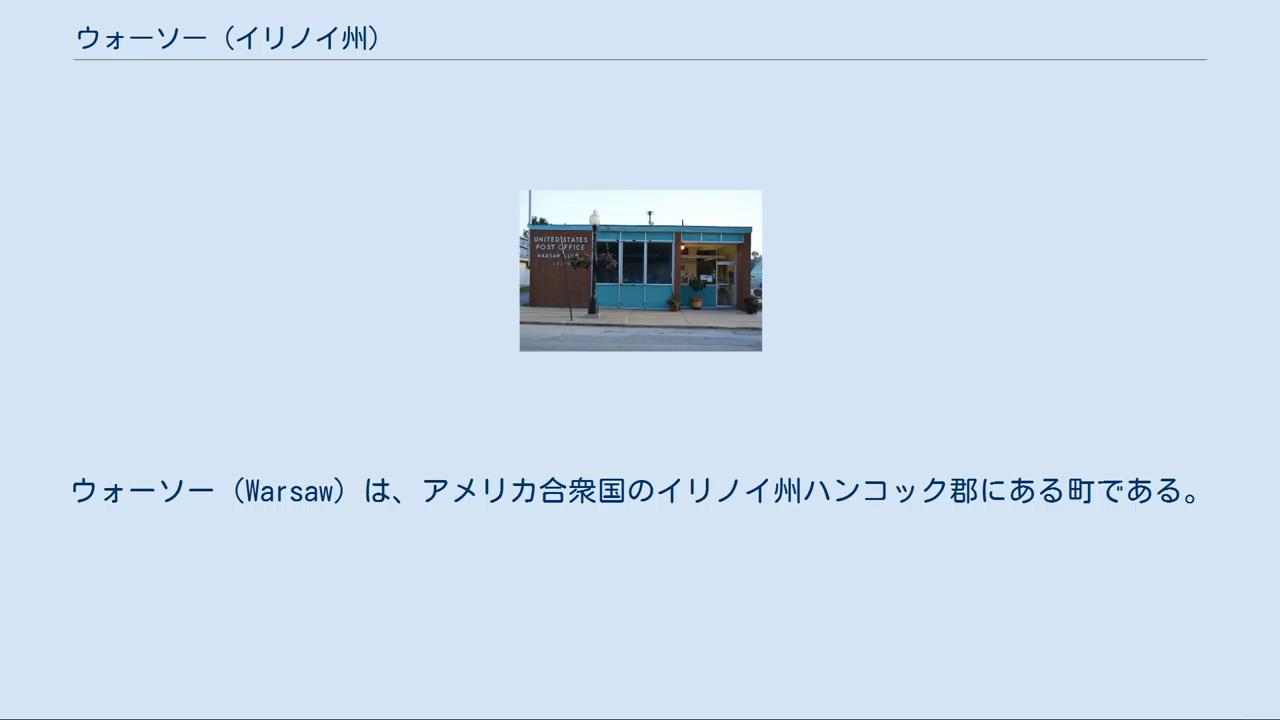 ウォーソー（イリノイ州）
UNITED STATES
POST OFFICE
WARSAW
ウォーソー（Warsaw）は、アメリカ合衆国のイリノイ州ハンコック郡にある町である。